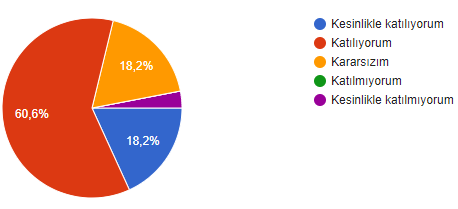 Kesinlikle katılıyorum
Katılıyorum
Kararsızım
Katılmıyorum
Kesinlikle katılmıyorum
18,2%
60,6%
18,2%